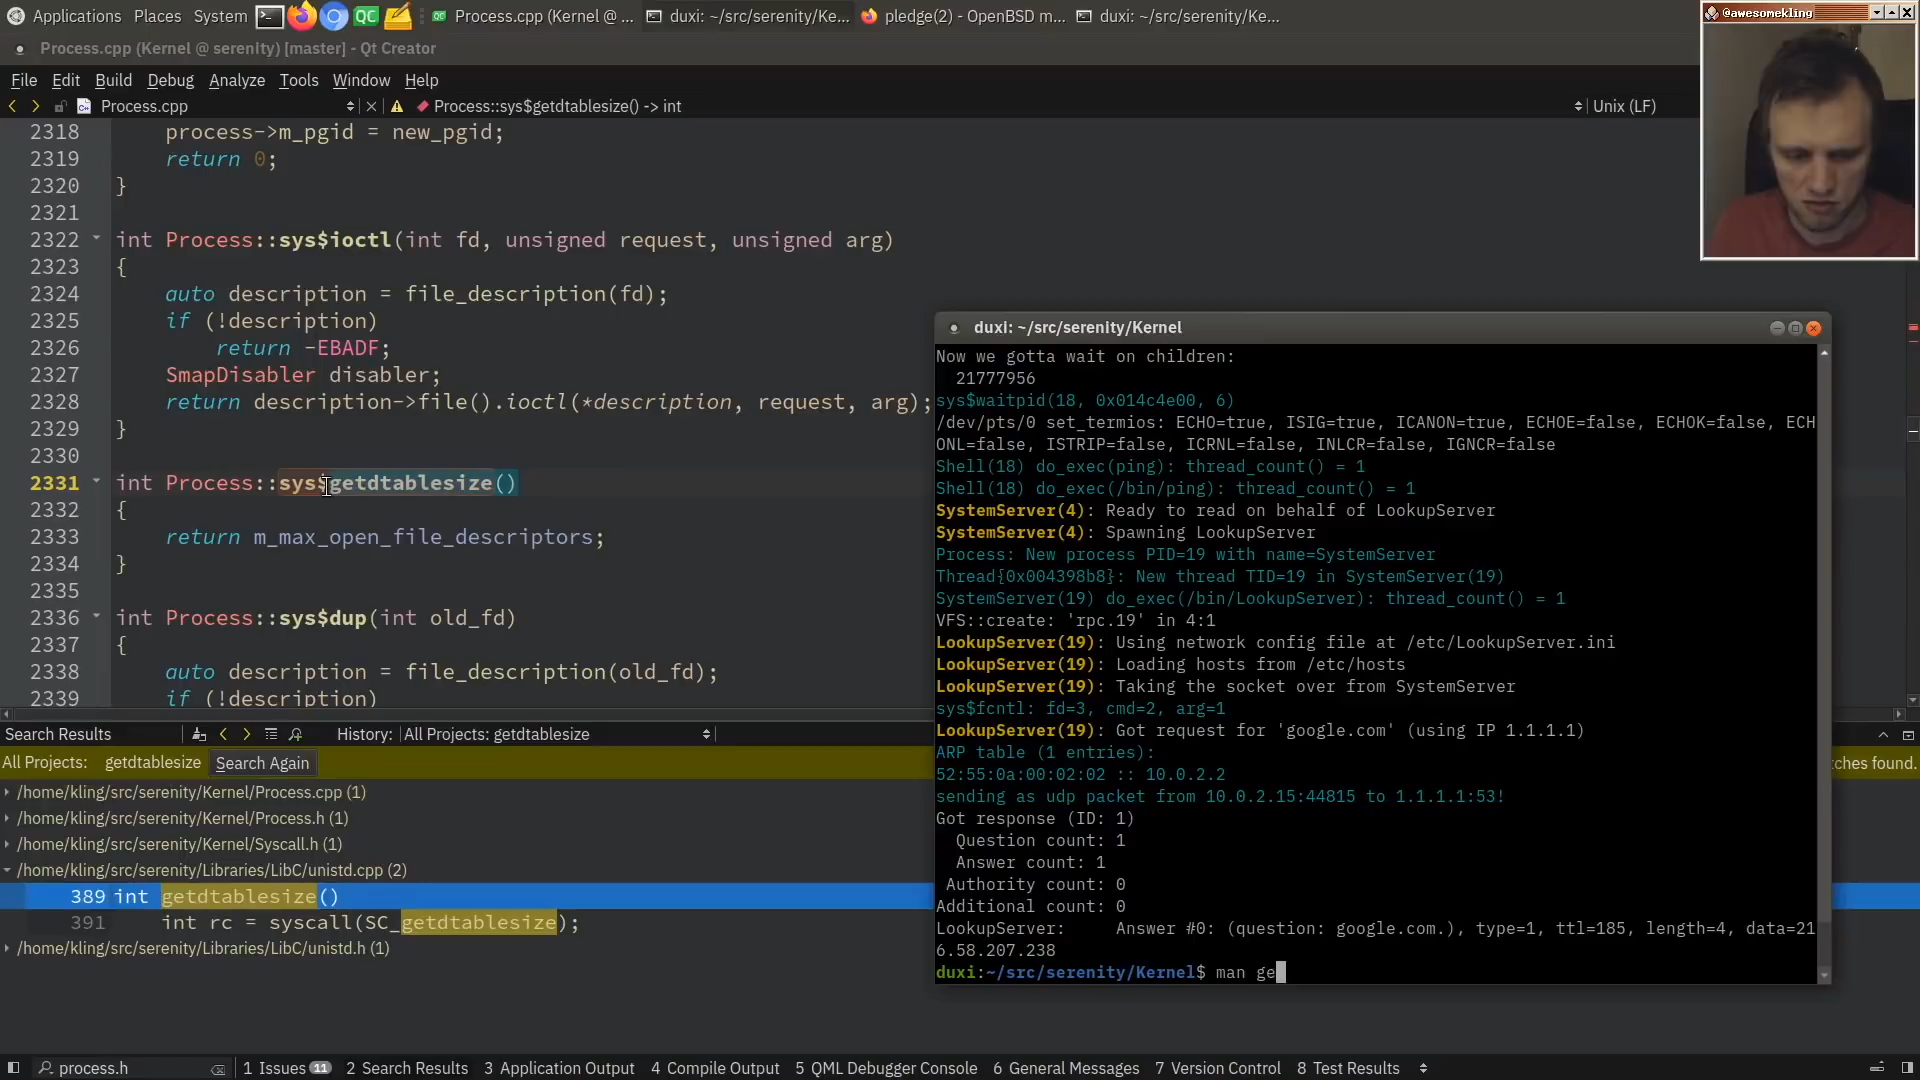 Applications Places System Process.cpp (Kernel @ ... duxi: ~/src/serenity/Ke... pledge(2) - OpenBSD m... duxi: ~/src/serenity/Ke...
@awesomekling
Process.cpp (Kernel @ serenity) [master] - Qt Creator
File Edit Build Debug Analyze Tools Window Help
Process.cpp Process::sys$getdtablesize() -> int Unix (LF)
2318 process->m_pgid = new_pgid;
2319 return 0;
2320 }
2321
2322 int Process::sys$ioctl(int fd, unsigned request, unsigned arg)
2323 {
2324 auto description = file_description(fd);
2325 if (!description)
2326 return -EBADF;
2327 SmapDisabler disabler;
2328 return description->file().ioctl(*description, request, arg);
2329 }
2330
2331 int Process::sys$getdtablesize()
2332 {
2333 return m_max_open_file_descriptors;
2334 }
2335
2336 int Process::sys$dup(int old_fd)
2337 {
2338 auto description = file_description(old_fd);
2339 if (!description)
Search Results History: All Projects: getdtablesize
All Projects: getdtablesize Search Again tches found.
/home/kling/src/serenity/Kernel/Process.cpp (1)
/home/kling/src/serenity/Kernel/Process.h (1)
/home/kling/src/serenity/Kernel/Syscall.h (1)
/home/kling/src/serenity/Libraries/LibC/unistd.cpp (2)
389 int getdtablesize()
391 int rc = syscall(SC_getdtablesize);
/home/kling/src/serenity/Libraries/LibC/unistd.h (1)
duxi: ~/src/serenity/Kernel
Now we gotta wait on children:
21777956
sys$waitpid(18, 0x014c4e00, 6)
/dev/pts/0 set_termios: ECHO=true, ISIG=true, ICANON=true, ECHOE=false, ECHOK=false, ECH
ONL=false, ISTRIP=false, ICRNL=false, INLCR=false, IGNCR=false
Shell(18) do_exec(ping): thread_count() = 1
Shell(18) do_exec(/bin/ping): thread_count() = 1
SystemServer(4): Ready to read on behalf of LookupServer
SystemServer(4): Spawning LookupServer
Process: New process PID=19 with name=SystemServer
Thread{0x004398b8}: New thread TID=19 in SystemServer(19)
SystemServer(19) do_exec(/bin/LookupServer): thread_count() = 1
VFS::create: 'rpc.19' in 4:1
LookupServer(19): Using network config file at /etc/LookupServer.ini
LookupServer(19): Loading hosts from /etc/hosts
LookupServer(19): Taking the socket over from SystemServer
sys$fcntl: fd=3, cmd=2, arg=1
LookupServer(19): Got request for 'google.com' (using IP 1.1.1.1)
ARP table (1 entries):
52:55:0a:00:02:02 :: 10.0.2.2
sending as udp packet from 10.0.2.15:44815 to 1.1.1.1:53!
Got response (ID: 1)
Question count: 1
Answer count: 1
Authority count: 0
Additional count: 0
LookupServer: Answer #0: (question: google.com.), type=1, ttl=185, length=4, data=21
6.58.207.238
duxi:~/src/serenity/Kernel$ man ge
process.h 1 Issues 11 2 Search Results 3 Application Output 4 Compile Output 5 QML Debugger Console 6 General Messages 7 Version Control 8 Test Results